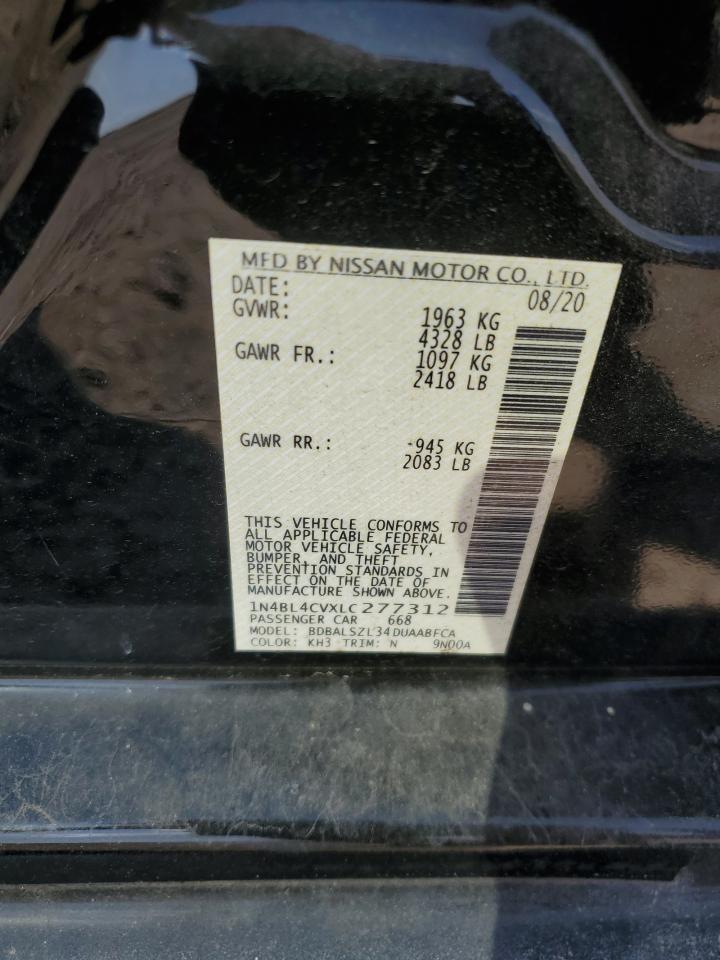 MFD BY NISSAN MOTOR CO., LTD.
DATE: 08/20
GVWR: 1963 KG
4328 LB
GAWR FR.: 1097 KG
2418 LB
GAWR RR.: 945 KG
2083 LB
THIS VEHICLE CONFORMS TO
ALL APPLICABLE FEDERAL
MOTOR VEHICLE SAFETY,
BUMPER, AND THEFT
PREVENTION STANDARDS IN
EFFECT ON THE DATE OF
MANUFACTURE SHOWN ABOVE.
1N4BL4CVXLC277312
PASSENGER CAR 668
MODEL: BDBALSZL34DUAABFCA
COLOR: KH3 TRIM: N 9N00A